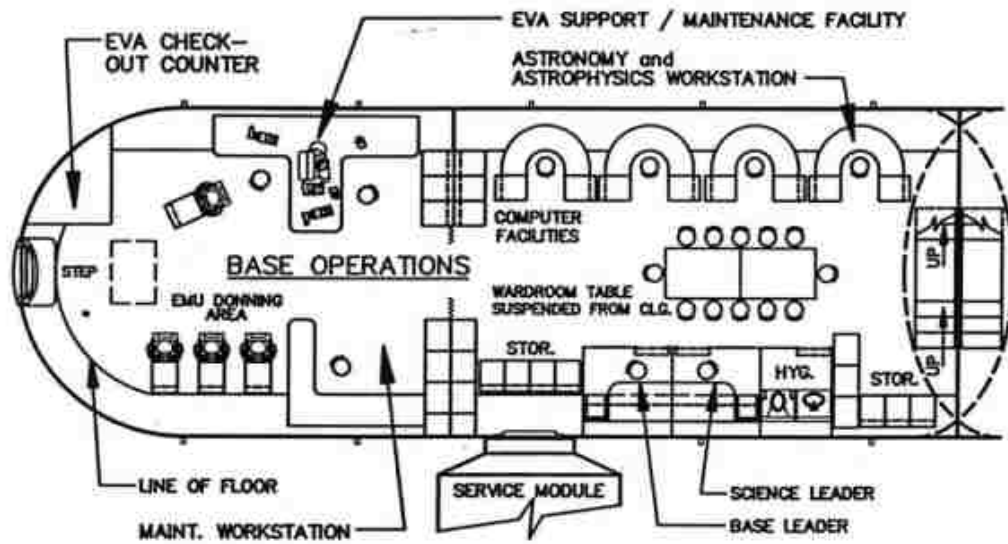 EVA SUPPORT / MAINTENANCE FACILITY
EVA CHECK-
OUT COUNTER
ASTRONOMY and
ASTROPHYSICS WORKSTATION
COMPUTER
FACILITIES
UP
STEP
BASE OPERATIONS
EMU DONNING
AREA
WARDROOM TABLE
SUSPENDED FROM CLG.
STOR.
HYG.
STOR.
UP
LINE OF FLOOR
SERVICE MODULE
SCIENCE LEADER
MAINT. WORKSTATION
BASE LEADER